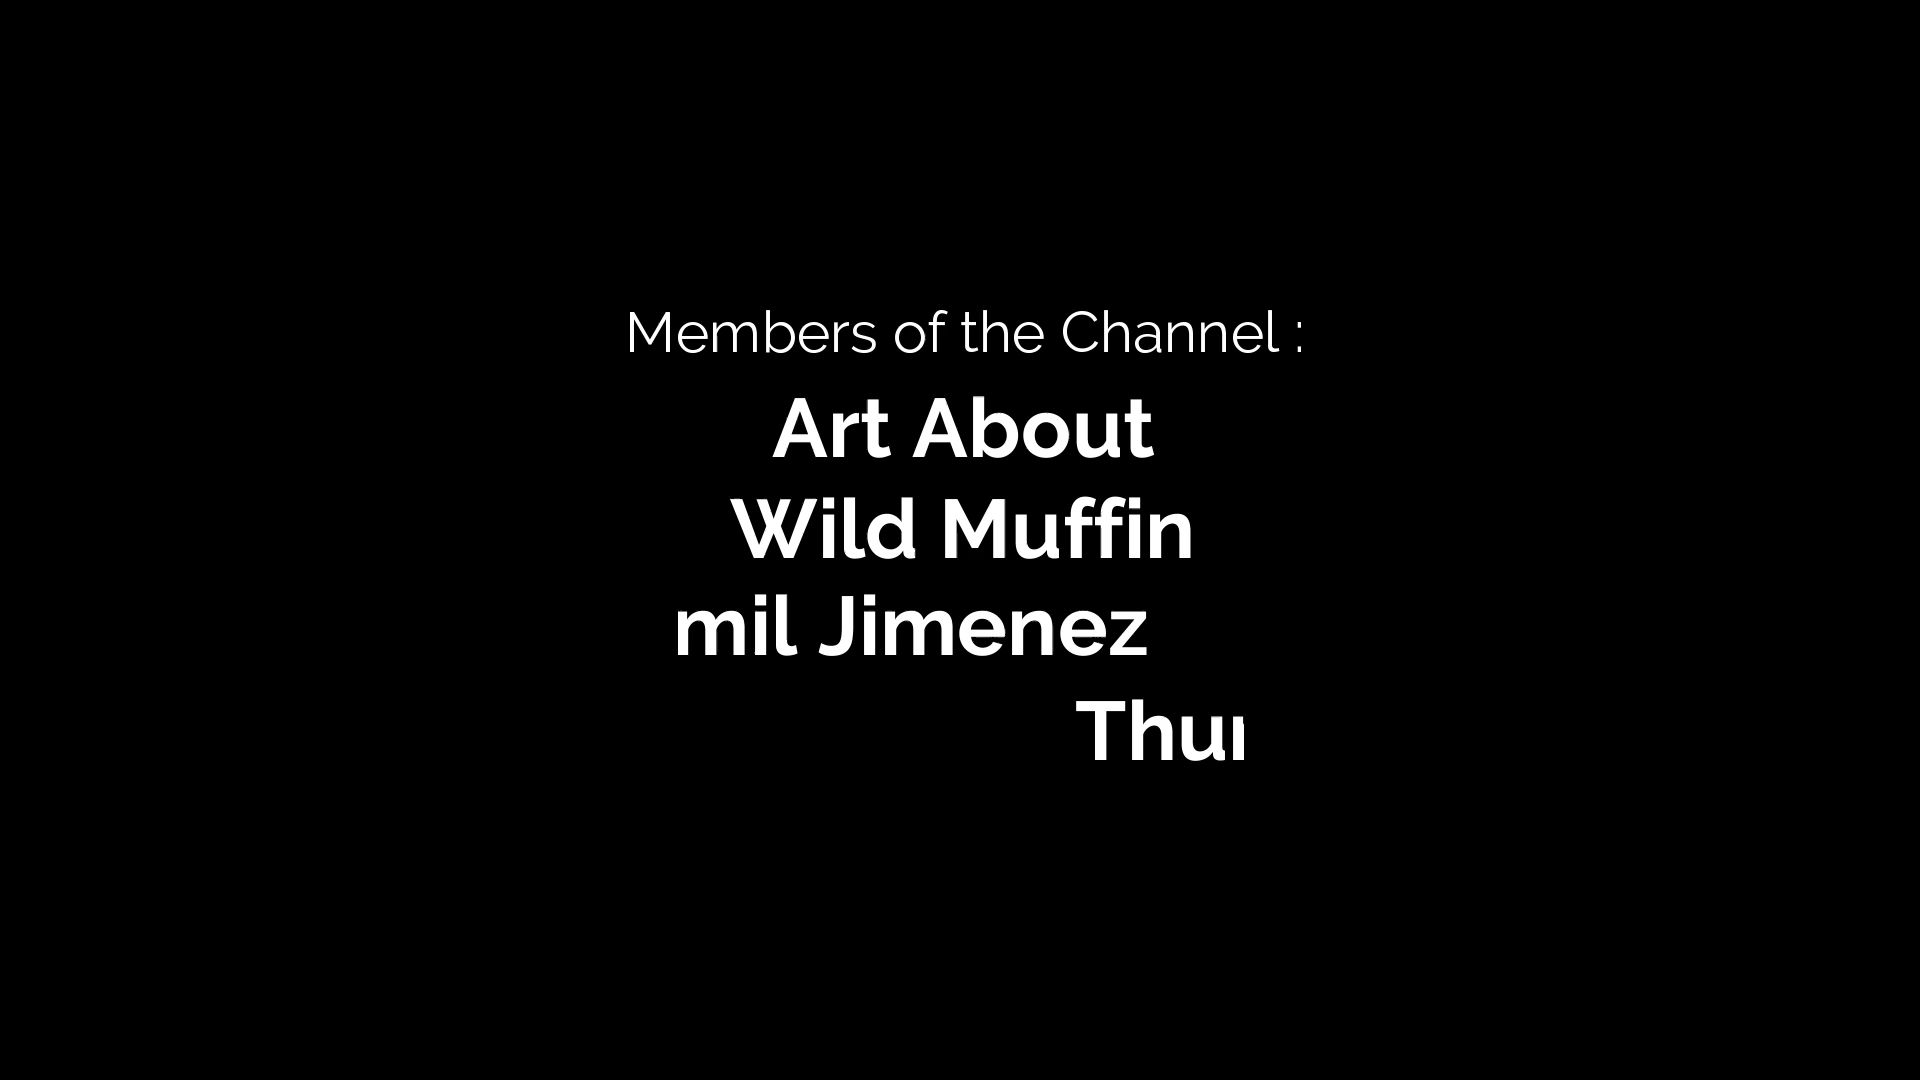 Members of the Channel :
Art About
Wild Muffin
mil Jimenez
Thu